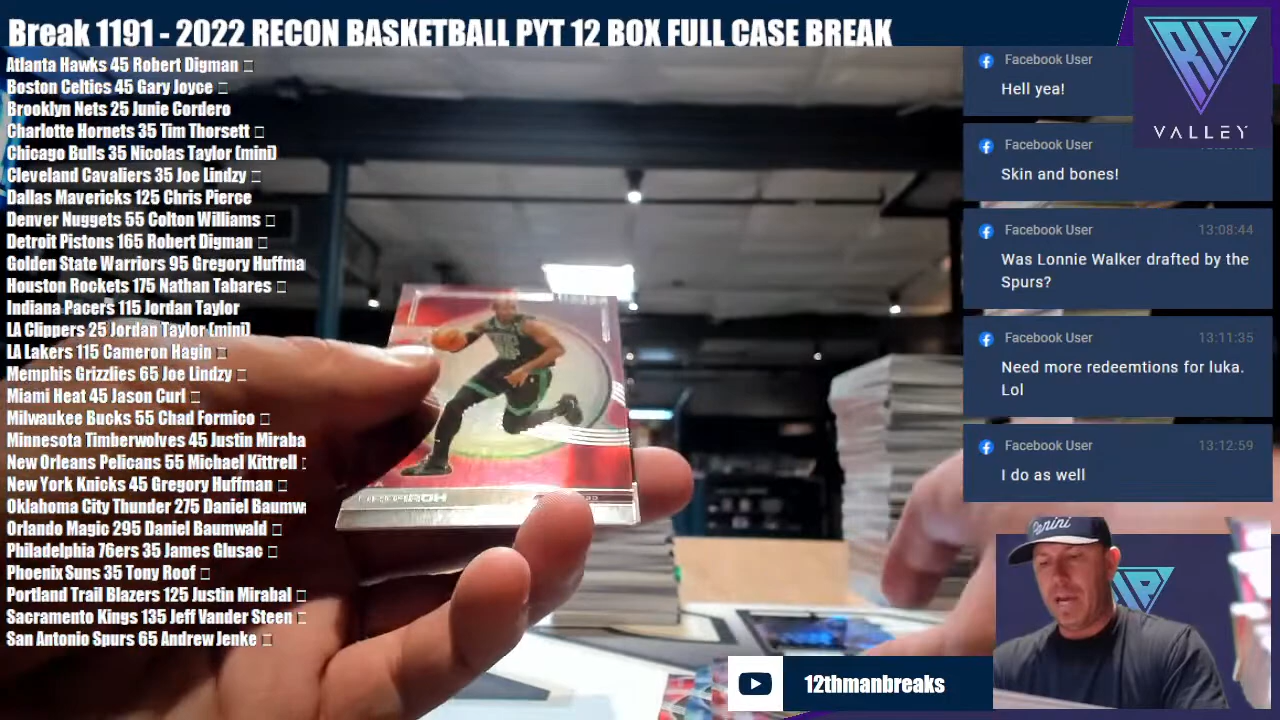 Break 1191 - 2022 RECON BASKETBALL PYT 12 BOX FULL CASE BREAK
Atlanta Hawks 45 Robert Digman
Boston Celtics 45 Gary Joyce
Brooklyn Nets 25 Junie Cordero
Charlotte Hornets 35 Tim Thorsett
Chicago Bulls 35 Nicolas Taylor (mini)
Cleveland Cavaliers 35 Joe Lindzy
Dallas Mavericks 125 Chris Pierce
Denver Nuggets 55 Colton Williams
Detroit Pistons 165 Robert Digman
Golden State Warriors 95 Gregory Huffma
Houston Rockets 175 Nathan Tabares
Indiana Pacers 115 Jordan Taylor
LA Clippers 25 Jordan Taylor (mini)
LA Lakers 115 Cameron Hagin
Memphis Grizzlies 65 Joe Lindzy
Miami Heat 45 Jason Curl
Milwaukee Bucks 55 Chad Formico
Minnesota Timberwolves 45 Justin Miraba
New Orleans Pelicans 55 Michael Kittrell
New York Knicks 45 Gregory Huffman
Oklahoma City Thunder 275 Daniel Baumw
Orlando Magic 295 Daniel Baumwald
Philadelphia 76ers 35 James Glusac
Phoenix Suns 35 Tony Roof
Portland Trail Blazers 125 Justin Mirabal
Sacramento Kings 135 Jeff Vander Steen
San Antonio Spurs 65 Andrew Jenke
Facebook User
Hell yea!
Facebook User
Skin and bones!
Facebook User 13:08:44
Was Lonnie Walker drafted by the
Spurs?
Facebook User 13:11:35
Need more redeemtions for luka.
Lol
Facebook User 13:12:59
I do as well
RIP
VALLEY
Panini
RIP
12thmanbreaks